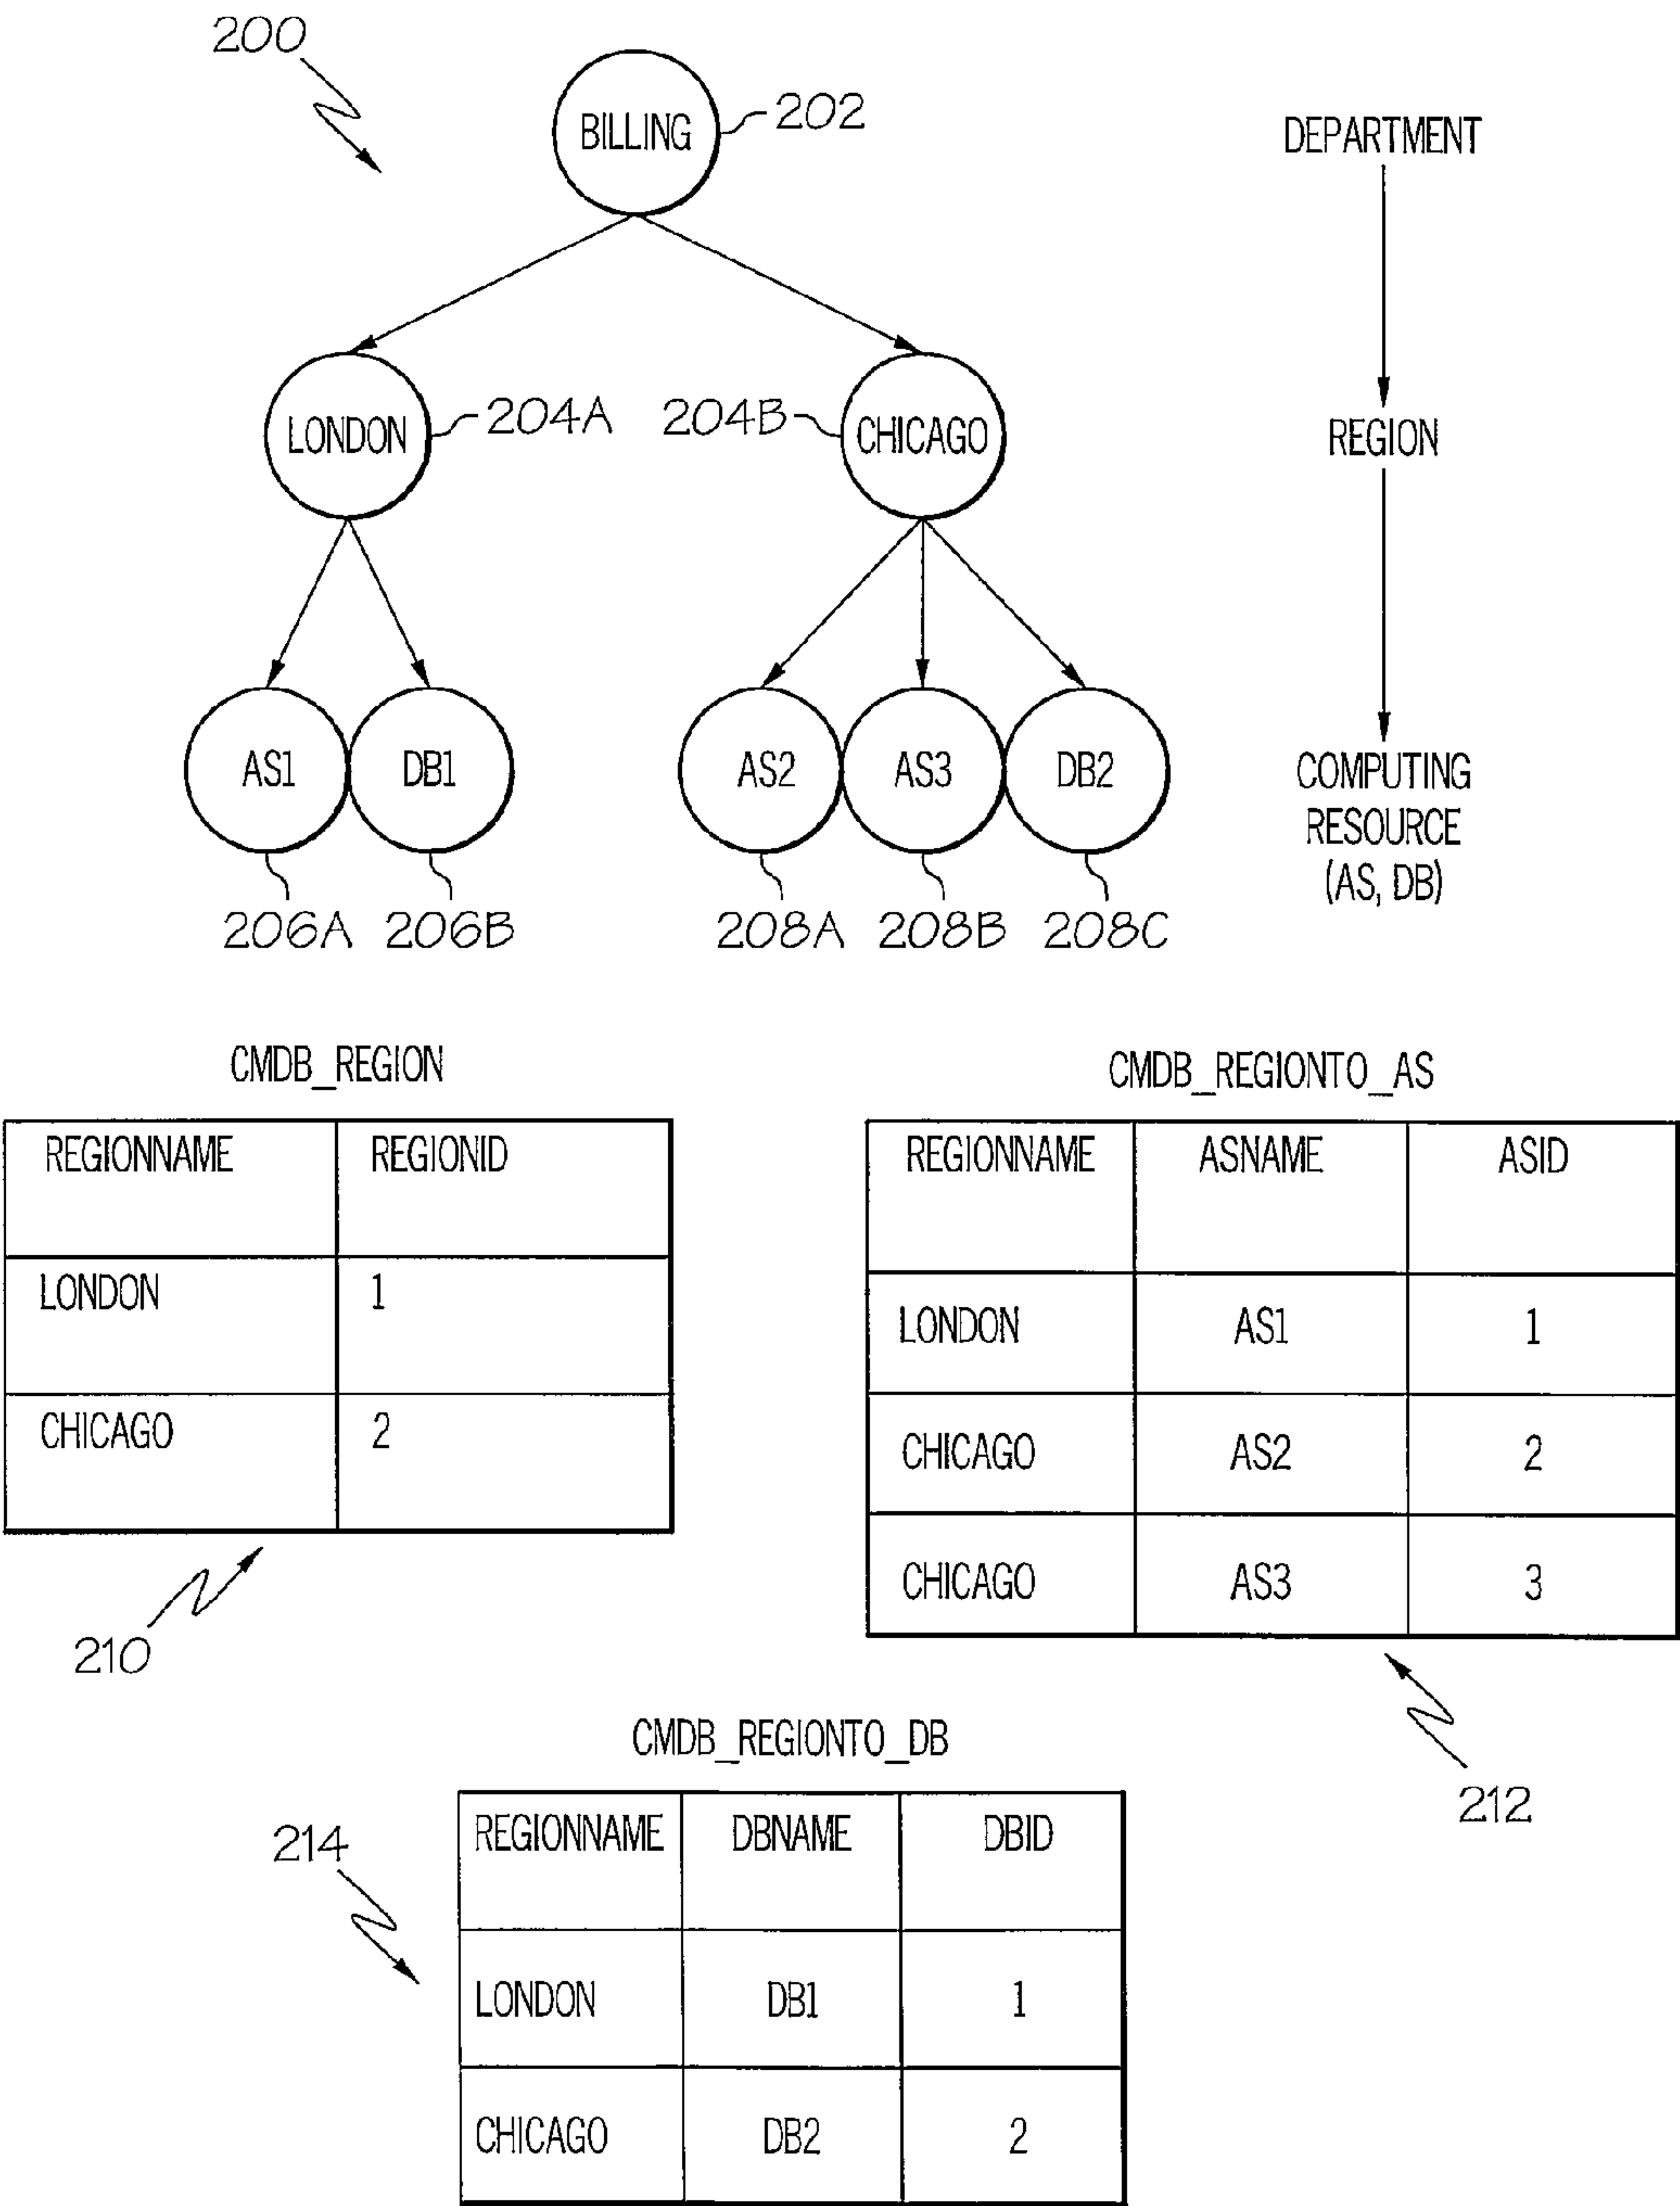 200
BILLING
202
DEPARTMENT
LONDON
204A
204B
CHICAGO
REGION
AS1
DB1
AS2
AS3
DB2
COMPUTING
RESOURCE
(AS, DB)
206A
206B
208A
208B
208C
CMDB_REGION
REGIONNAME REGIONID
LONDON 1
CHICAGO 2
210
CMDB_REGIONTO_AS
REGIONNAME ASNAME ASID
LONDON AS1 1
CHICAGO AS2 2
CHICAGO AS3 3
212
CMDB_REGIONTO_DB
214
REGIONNAME DBNAME DBID
LONDON DB1 1
CHICAGO DB2 2